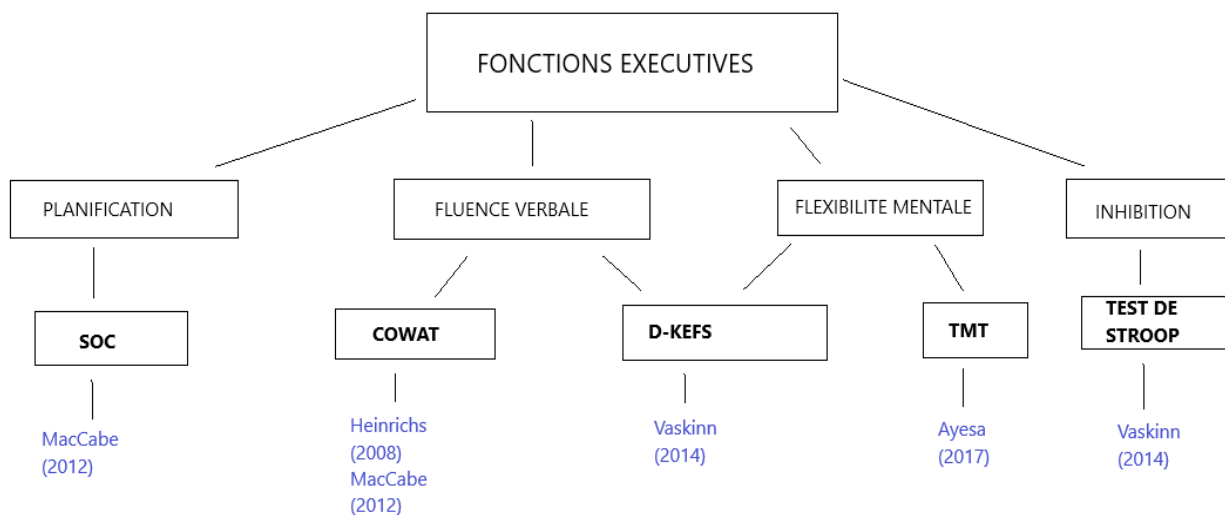 FONCTIONS EXECUTIVES
PLANIFICATION
FLUENCE VERBALE
FLEXIBILITE MENTALE
INHIBITION
SOC
COWAT
D-KEFS
TMT
TEST DE
STROOP
MacCabe
(2012)
Heinrichs
(2008)
MacCabe
(2012)
Vaskinn
(2014)
Ayesa
(2017)
Vaskinn
(2014)